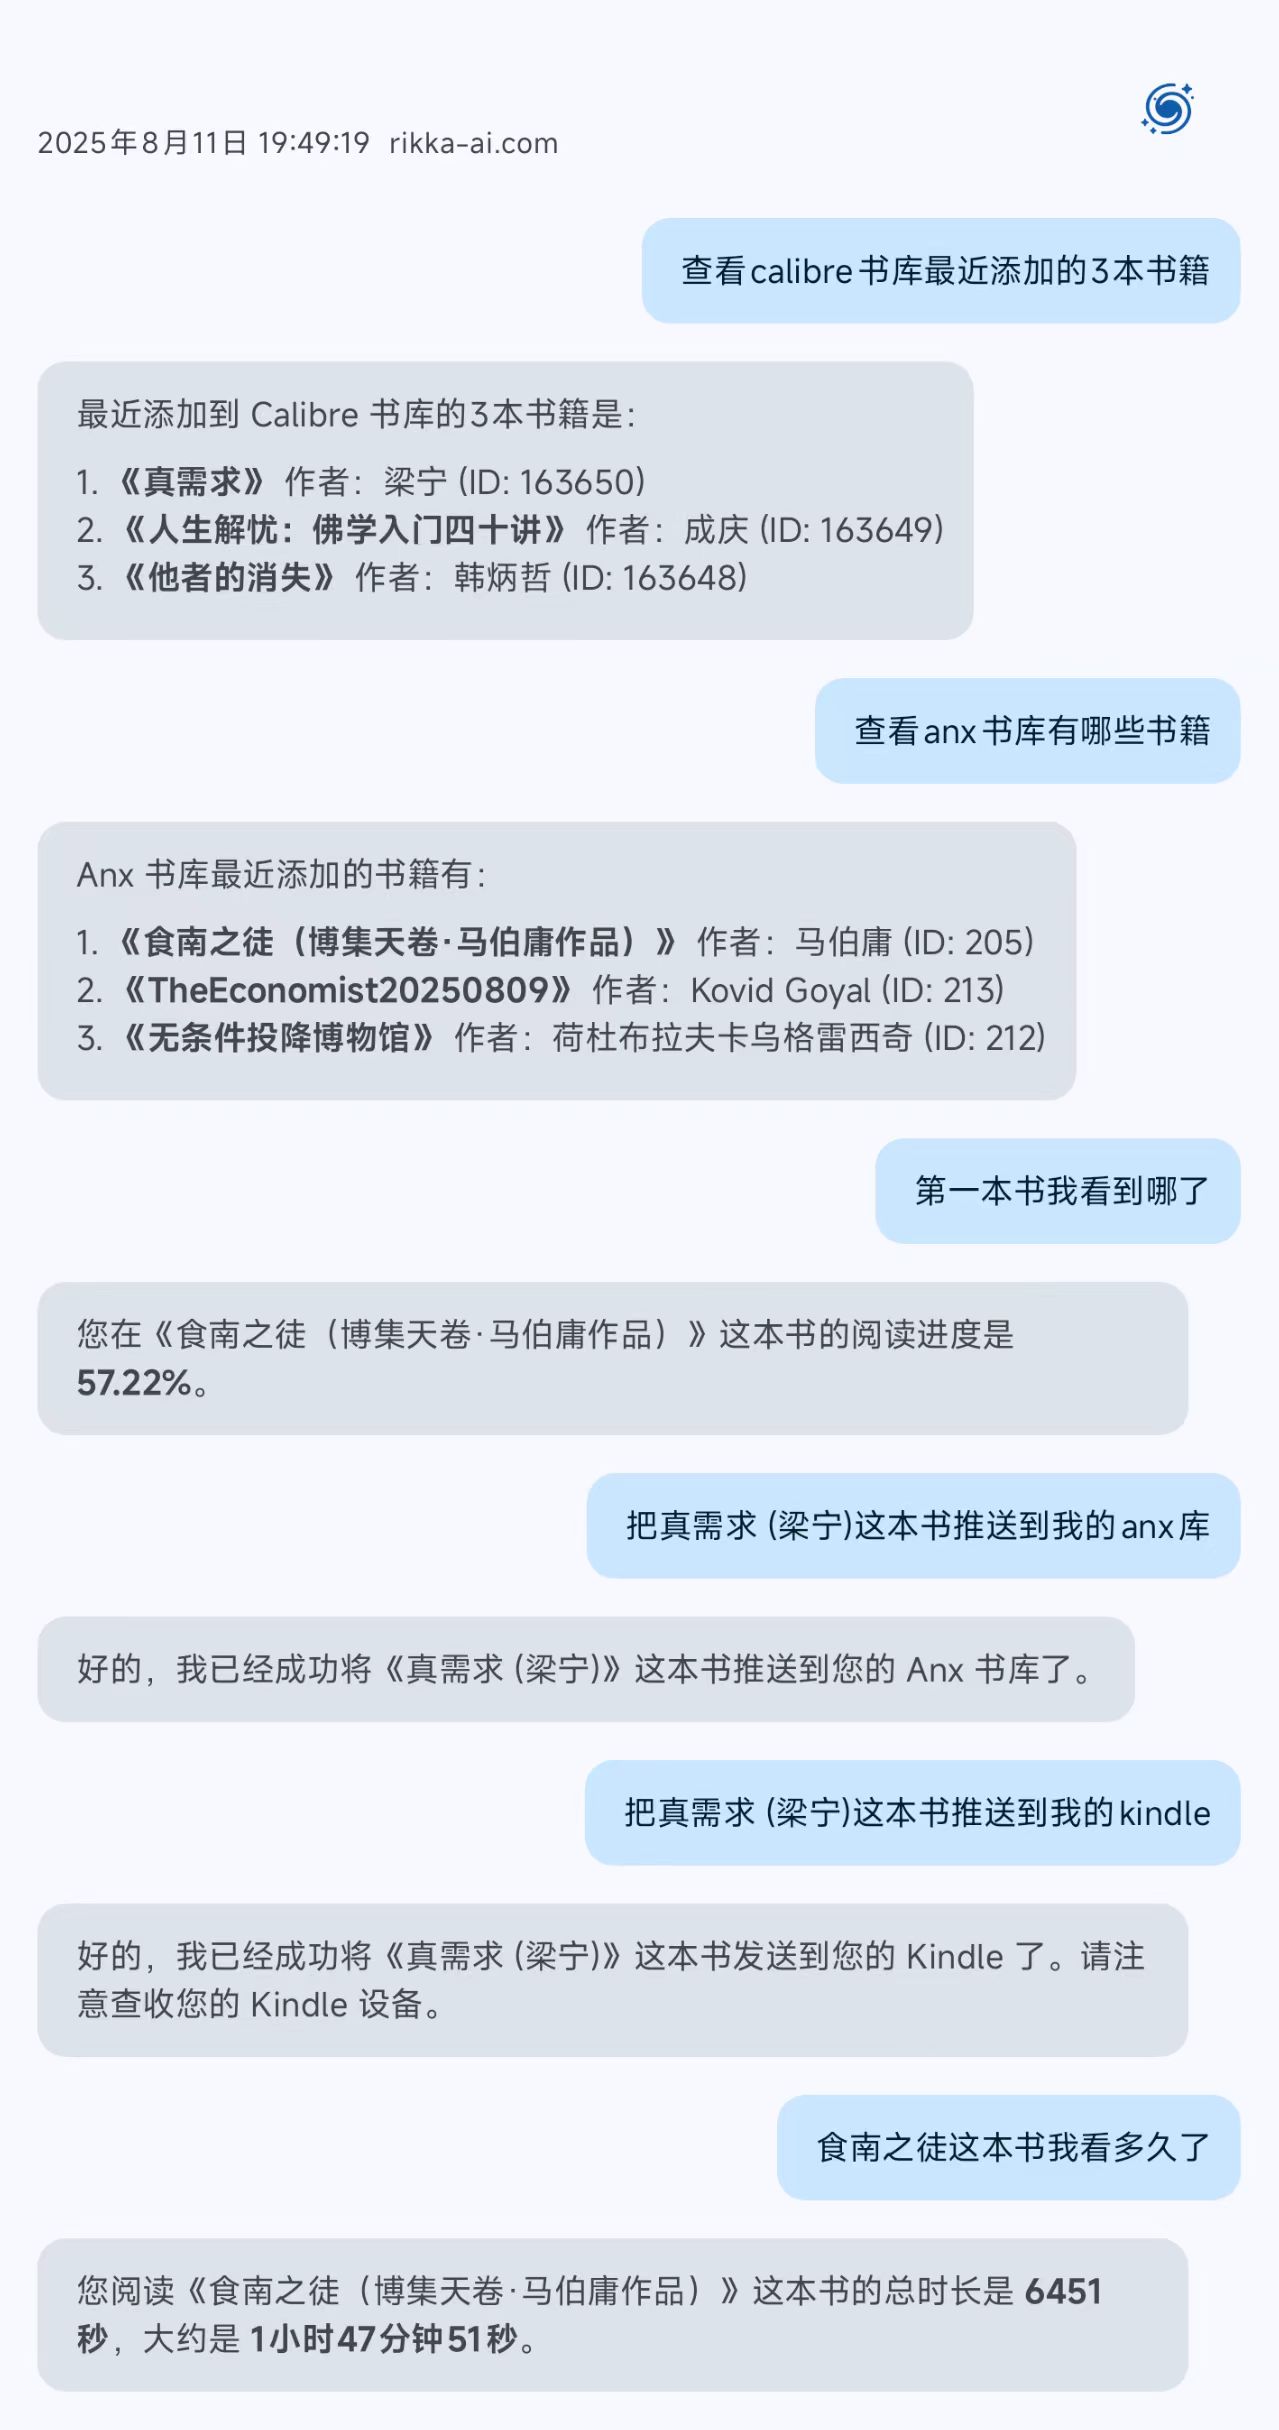 2025年8月11日 19:49:19 rikka-ai.com
查看calibre书库最近添加的3本书籍
最近添加到 Calibre 书库的3本书籍是：
1. 《真需求》 作者：梁宁 (ID: 163650)
2. 《人生解忧：佛学入门四十讲》 作者：成庆 (ID: 163649)
3. 《他者的消失》 作者：韩炳哲 (ID: 163648)
查看anx书库有哪些书籍
Anx 书库最近添加的书籍有：
1. 《食南之徒（博集天卷·马伯庸作品）》 作者：马伯庸 (ID: 205)
2. 《TheEconomist20250809》 作者：Kovid Goyal (ID: 213)
3. 《无条件投降博物馆》 作者：荷杜布拉夫卡乌格雷西奇 (ID: 212)
第一本书我看到哪了
您在《食南之徒（博集天卷·马伯庸作品）》这本书的阅读进度是
57.22%。
把真需求 (梁宁)这本书推送到我的anx库
好的，我已经成功将《真需求 (梁宁)》这本书推送到您的 Anx 书库了。
把真需求 (梁宁)这本书推送到我的kindle
好的，我已经成功将《真需求 (梁宁)》这本书发送到您的 Kindle 了。请注
意查收您的 Kindle 设备。
食南之徒这本书我看多久了
您阅读《食南之徒（博集天卷·马伯庸作品）》这本书的总时长是 6451
秒，大约是 1小时47分钟51秒。